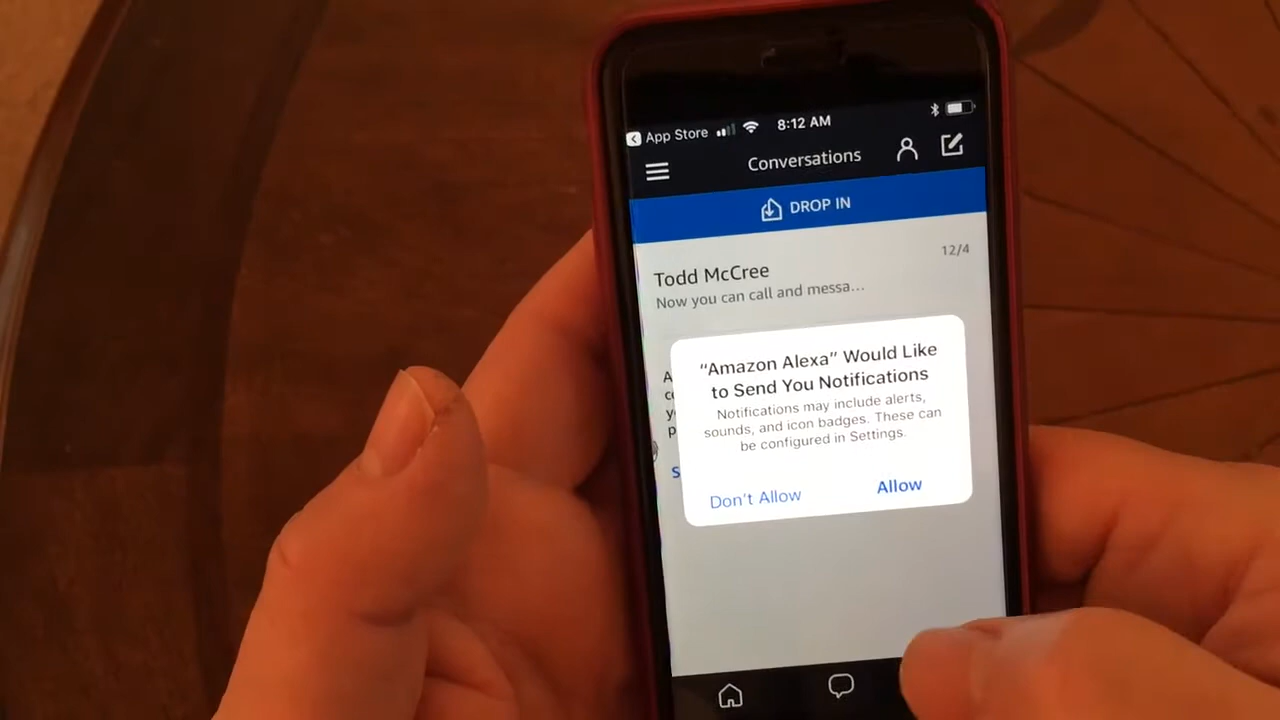 App Store 8:12 AM
Conversations
DROP IN
12/4
Todd McCree
Now you can call and messa…
“Amazon Alexa” Would Like
to Send You Notifications
Notifications may include alerts,
sounds, and icon badges. These can
be configured in Settings.
Don't Allow Allow